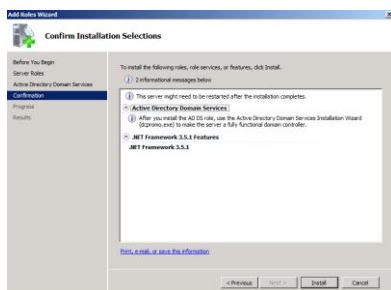 Add Roles Wizard
Confirm Installation Selections
Before You Begin
Server Roles
Active Directory Domain Services
Confirmation
Progress
Results
To install the following roles, role services, or features, click Install.
2 informational messages below
This server might need to be restarted after the installation completes.
Active Directory Domain Services
After you install the AD DS role, use the Active Directory Domain Services Installation Wizard
(dcpromo.exe) to make the server a fully functional domain controller.
.NET Framework 3.5.1 Features
.NET Framework 3.5.1
Print, e-mail, or save this information
< Previous
Next >
Install
Cancel